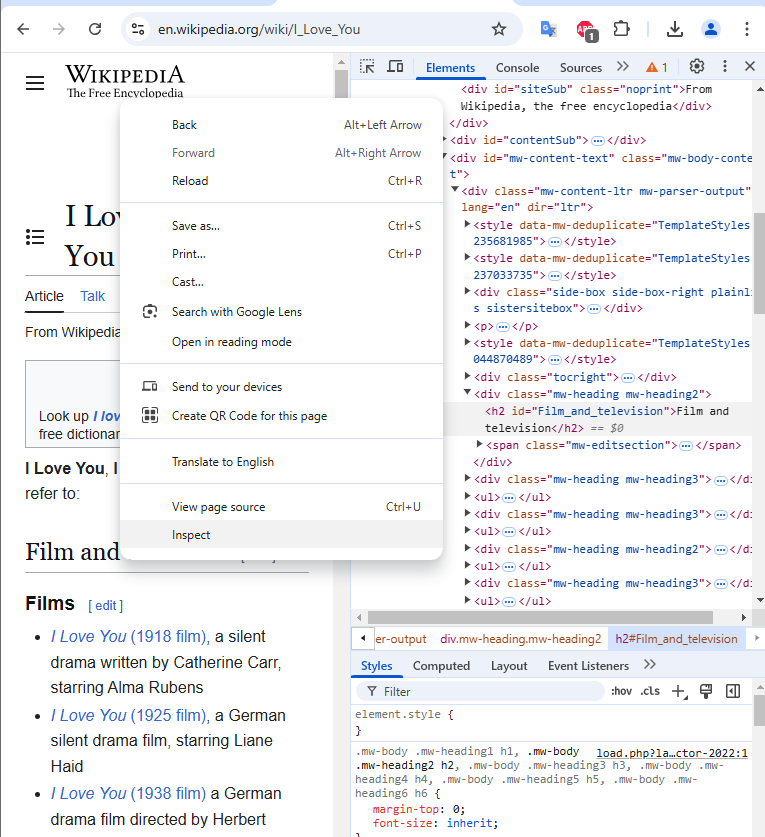 en.wikipedia.org/wiki/I_Love_You
1
WIKIPEDIA
The Free Encyclopedia
I Lov
You
Article Talk
From Wikipedia
Look up I lov
free dictionar
I Love You, I
refer to:
Film and
Films [ edit ]
I Love You (1918 film), a silent
drama written by Catherine Carr,
starring Alma Rubens
I Love You (1925 film), a German
silent drama film, starring Liane
Haid
I Love You (1938 film) a German
drama film directed by Herbert
Back Alt+Left Arrow
Forward Alt+Right Arrow
Reload Ctrl+R
Save as... Ctrl+S
Print... Ctrl+P
Cast...
Search with Google Lens
Open in reading mode
Send to your devices
Create QR Code for this page
Translate to English
View page source Ctrl+U
Inspect
Elements Console Sources 1
<div id="siteSub" class="noprint">From
Wikipedia, the free encyclopedia</div>
</div>
<div id="contentSub">…</div>
<div id="mw-content-text" class="mw-body-conte
t">
<div class="mw-content-ltr mw-parser-output"
lang="en" dir="ltr">
<style data-mw-deduplicate="TemplateStyles
235681985">…</style>
<style data-mw-deduplicate="TemplateStyles
237033735">…</style>
<div class="side-box side-box-right plainli
s sistersitebox">…</div>
<p>…</p>
<style data-mw-deduplicate="TemplateStyles
044870489">…</style>
<div class="tocright">…</div>
<div class="mw-heading mw-heading2">
<h2 id="Film_and_television">Film and
television</h2> == $0
<span class="mw-editsection">…</span>
</div>
<div class="mw-heading mw-heading3">…</di
<ul>…</ul>
<div class="mw-heading mw-heading3">…</di
<ul>…</ul>
<div class="mw-heading mw-heading2">…</di
<ul>…</ul>
<div class="mw-heading mw-heading3">…</di
<ul>…</ul>
er-output div.mw-heading.mw-heading2 h2#Film_and_television
Styles Computed Layout Event Listeners
Filter :hov .cls
element.style {
}
.mw-body .mw-heading1 h1, .mw-body load.php?la…ctor-2022:1
.mw-heading2 h2, .mw-body .mw-heading3 h3, .mw-body .mw-
heading4 h4, .mw-body .mw-heading5 h5, .mw-body .mw-
heading6 h6 {
margin-top: 0;
font-size: inherit;